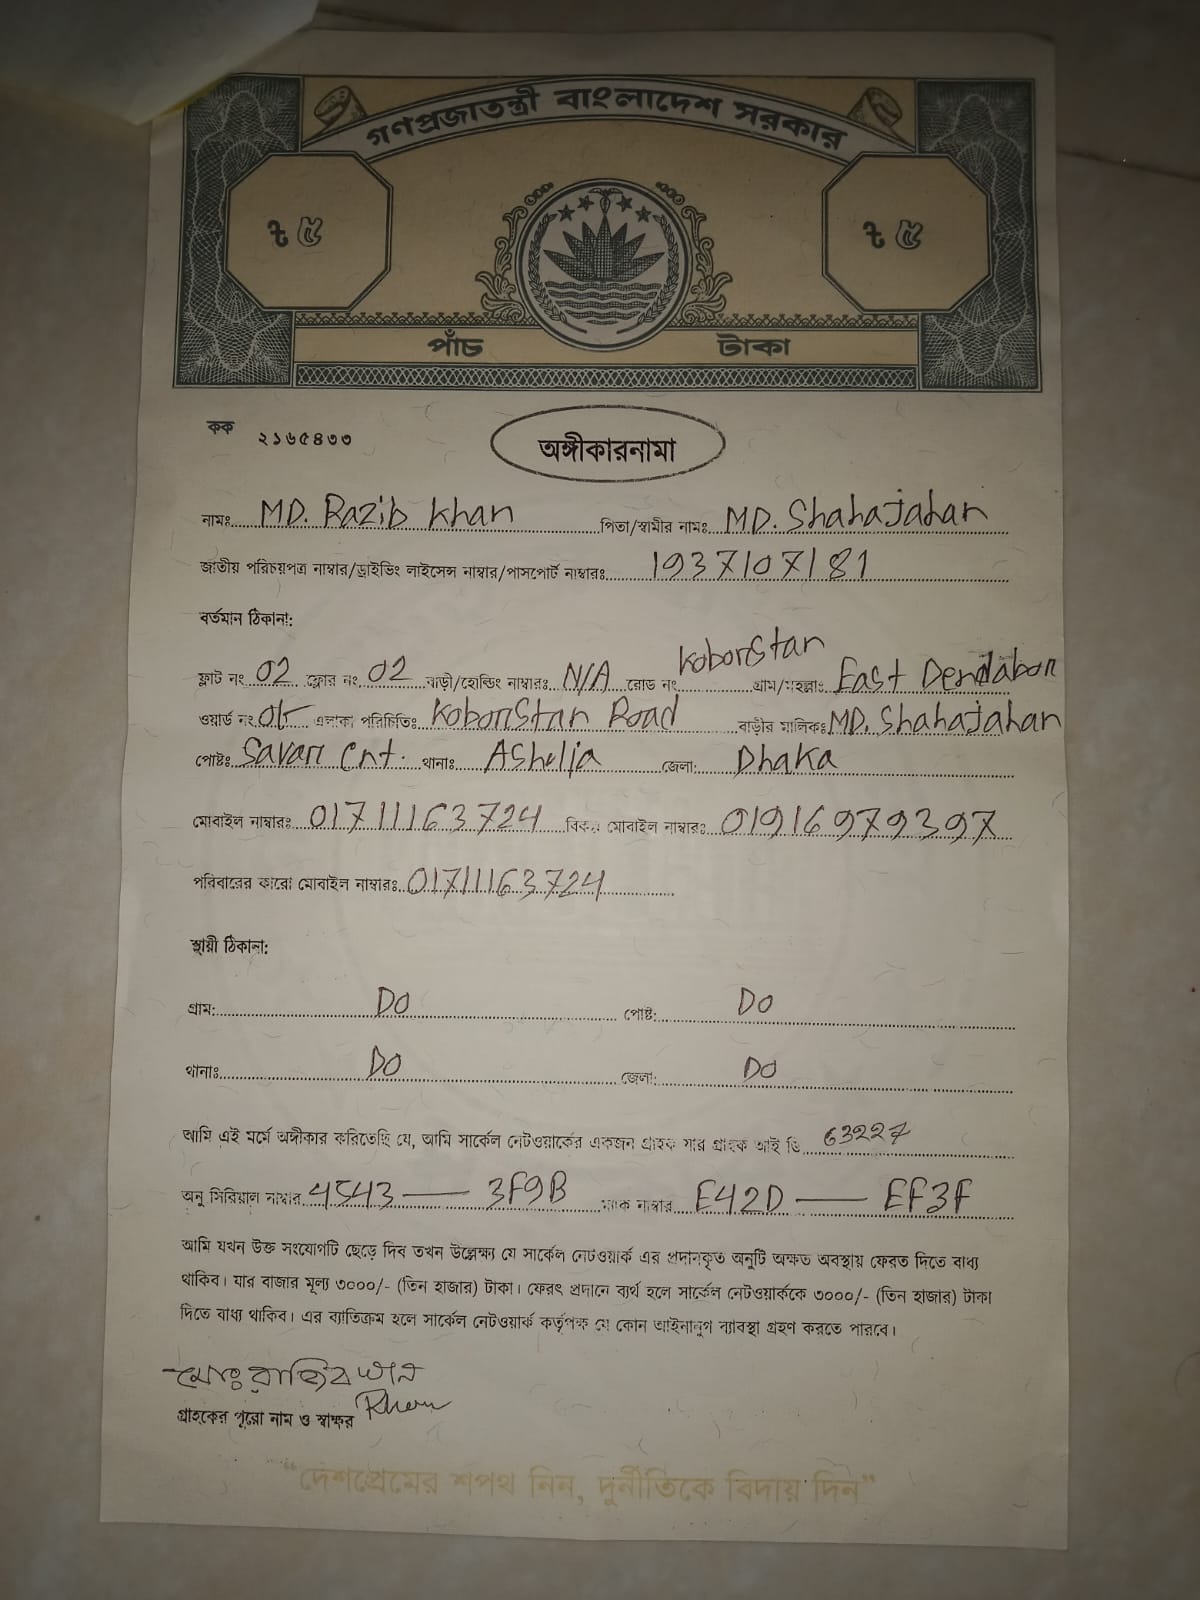 গণপ্রজাতন্ত্রী বাংলাদেশ সরকার
৳ ৫ ৳ ৫
পাঁচ টাকা
কক ২১৬৫৪৩৩
অঙ্গীকারনামা
নামঃ MD. Razib Khan পিতা/স্বামীর নামঃ MD. Shahajahan
জাতীয় পরিচয়পত্র নাম্বার/ড্রাইভিং লাইসেন্স নাম্বার/পাসপোর্ট নাম্বারঃ 1937107181
বর্তমান ঠিকানা:
ফ্লাট নং 02 ফ্লোর নং 02 বাড়ী/হোল্ডিং নাম্বারঃ N/A রোড নং Kobor Stan গ্রাম/মহল্লাঃ East Dendabor
ওয়ার্ড নং এলাকা পরিচিতিঃ KoborStan Road বাড়ীর মালিকঃ MD. Shahajahan
পোষ্টঃ Savar Cnt. থানাঃ AShulia জেলা: Dhaka
মোবাইল নাম্বারঃ 01711163724 বিকল্প মোবাইল নাম্বারঃ 01916979397
পরিবারের কারো মোবাইল নাম্বারঃ 01711163724
স্থায়ী ঠিকানা:
গ্রাম: DO পোষ্ট: DO
থানাঃ DO জেলা: DO
আমি এই মর্মে অঙ্গীকার করিতেছি যে, আমি সার্কেল নেটওয়ার্কের একজন গ্রাহক যার গ্রাহক আই ডি 63227
অনু সিরিয়াল নাম্বার 4543 — 3F9B ম্যাক নাম্বার E42D — EF3F
আমি যখন উক্ত সংযোগটি ছেড়ে দিব তখন উল্লেক্ষ্য যে সার্কেল নেটওয়ার্ক এর প্রদানকৃত অনুটি অক্ষত অবস্থায় ফেরত দিতে বাধ্য
থাকিব। যার বাজার মূল্য ৩০০০/- (তিন হাজার) টাকা। ফেরৎ প্রদানে ব্যর্থ হলে সার্কেল নেটওয়ার্ককে ৩০০০/- (তিন হাজার) টাকা
দিতে বাধ্য থাকিব। এর ব্যাতিক্রম হলে সার্কেল নেটওয়ার্ক কর্তৃপক্ষ যে কোন আইনানুগ ব্যাবস্থা গ্রহণ করতে পারবে।
মোঃ রাজিব খান
Khan
গ্রাহকের পুরো নাম ও স্বাক্ষর
“দেশপ্রেমের শপথ নিন, দুর্নীতিকে বিদায় দিন”